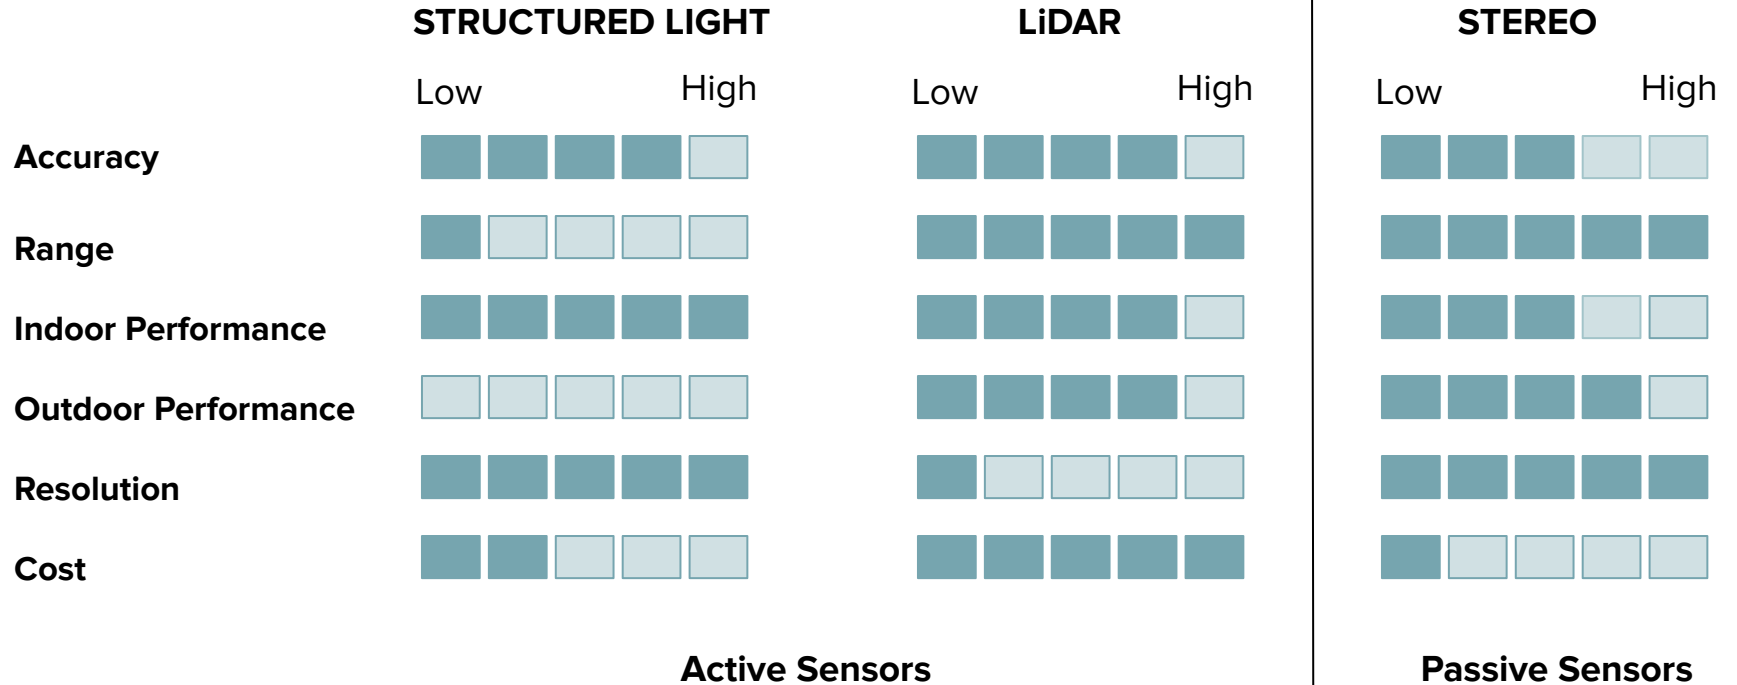 STRUCTURED LIGHT LiDAR STEREO
Low High Low High Low High
Accuracy
Range
Indoor Performance
Outdoor Performance
Resolution
Cost
Active Sensors Passive Sensors